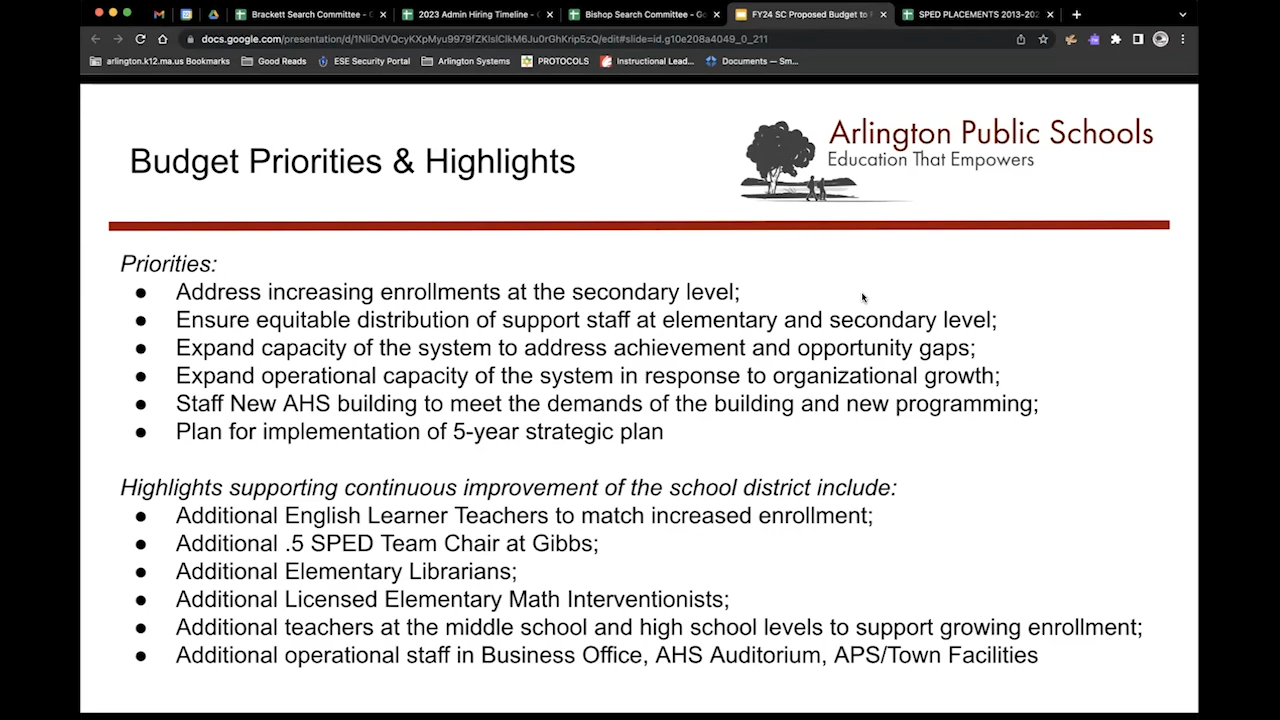 Brackett Search Committee -
2023 Admin Hiring Timeline -
Bishop Search Committee - Go
FY24 SC Proposed Budget to
SPED PLACEMENTS 2013-202
docs.google.com/presentation/d/1NIiOdVQcyKXpMyu9979fZKlslClkM6Ju0rGhKrip5zQ/edit#slide=id.g10e208a4049_0_211
arlington.k12.ma.us Bookmarks
Good Reads
ESE Security Portal
Arlington Systems
PROTOCOLS
Instructional Lead...
Documents — Sm...
Arlington Public Schools
Education That Empowers
Budget Priorities & Highlights
Priorities:
● Address increasing enrollments at the secondary level;
● Ensure equitable distribution of support staff at elementary and secondary level;
● Expand capacity of the system to address achievement and opportunity gaps;
● Expand operational capacity of the system in response to organizational growth;
● Staff New AHS building to meet the demands of the building and new programming;
● Plan for implementation of 5-year strategic plan
Highlights supporting continuous improvement of the school district include:
● Additional English Learner Teachers to match increased enrollment;
● Additional .5 SPED Team Chair at Gibbs;
● Additional Elementary Librarians;
● Additional Licensed Elementary Math Interventionists;
● Additional teachers at the middle school and high school levels to support growing enrollment;
● Additional operational staff in Business Office, AHS Auditorium, APS/Town Facilities